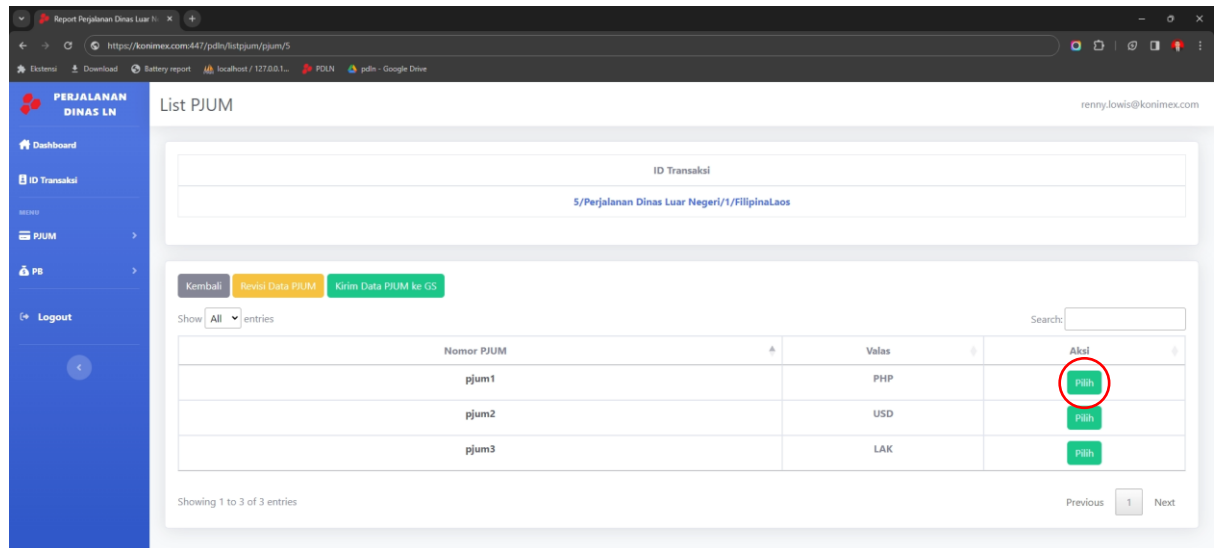 Report Perjalanan Dinas Luar N
https://konimex.com:447/pdln/listpjum/pjum/5
Ekstensi Download Battery report localhost / 127.0.0.1... PDLN pdln - Google Drive
PERJALANAN
DINAS LN
List PJUM
renny.lowis@konimex.com
Dashboard
ID Transaksi
MENU
PJUM
PB
Logout
ID Transaksi
5/Perjalanan Dinas Luar Negeri/1/FilipinaLaos
Kembali Revisi Data PJUM Kirim Data PJUM ke GS
Show All entries
Search:
Nomor PJUM Valas Aksi
pjum1 PHP Pilih
pjum2 USD Pilih
pjum3 LAK Pilih
Showing 1 to 3 of 3 entries
Previous 1 Next